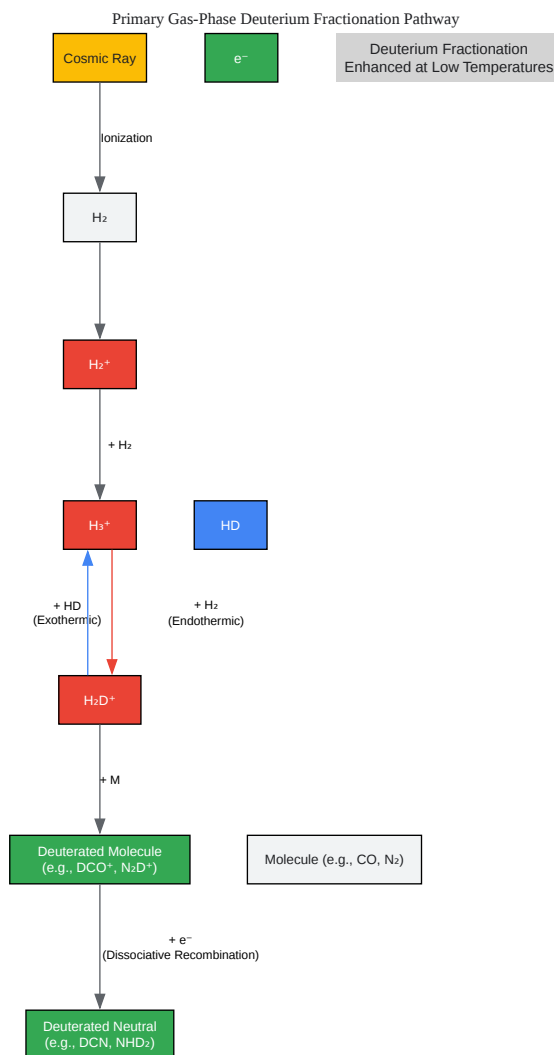 Primary Gas-Phase Deuterium Fractionation Pathway
Cosmic Ray
e⁻
Deuterium Fractionation
Enhanced at Low Temperatures
Ionization
H₂
H₂⁺
+ H₂
H₃⁺
HD
+ HD
(Exothermic)
+ H₂
(Endothermic)
H₂D⁺
+ M
Deuterated Molecule
(e.g., DCO⁺, N₂D⁺)
Molecule (e.g., CO, N₂)
+ e⁻
(Dissociative Recombination)
Deuterated Neutral
(e.g., DCN, NHD₂)